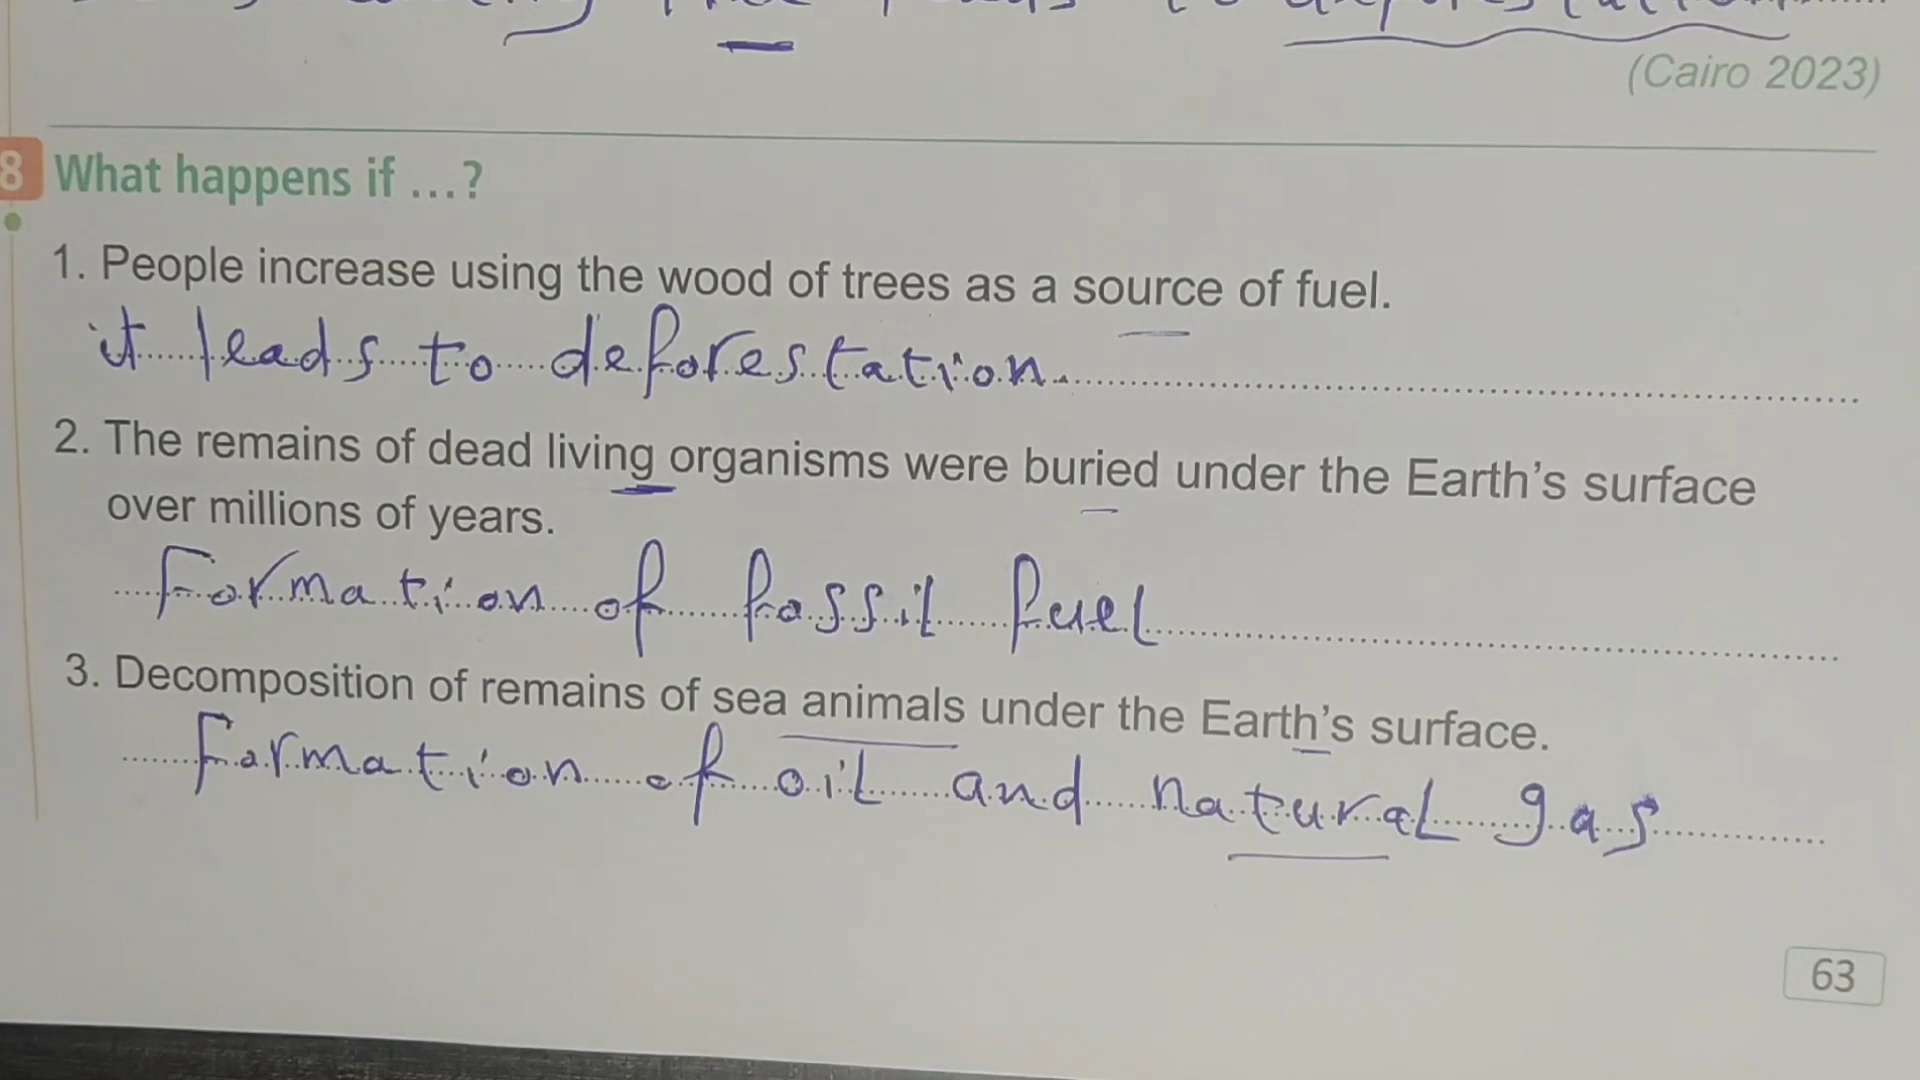 (Cairo 2023)
8 What happens if ...?
1. People increase using the wood of trees as a source of fuel.
it leads to deforestation.
2. The remains of dead living organisms were buried under the Earth's surface
over millions of years.
Formation of fossil fuel
3. Decomposition of remains of sea animals under the Earth's surface.
Formation of oil and natural gas
63